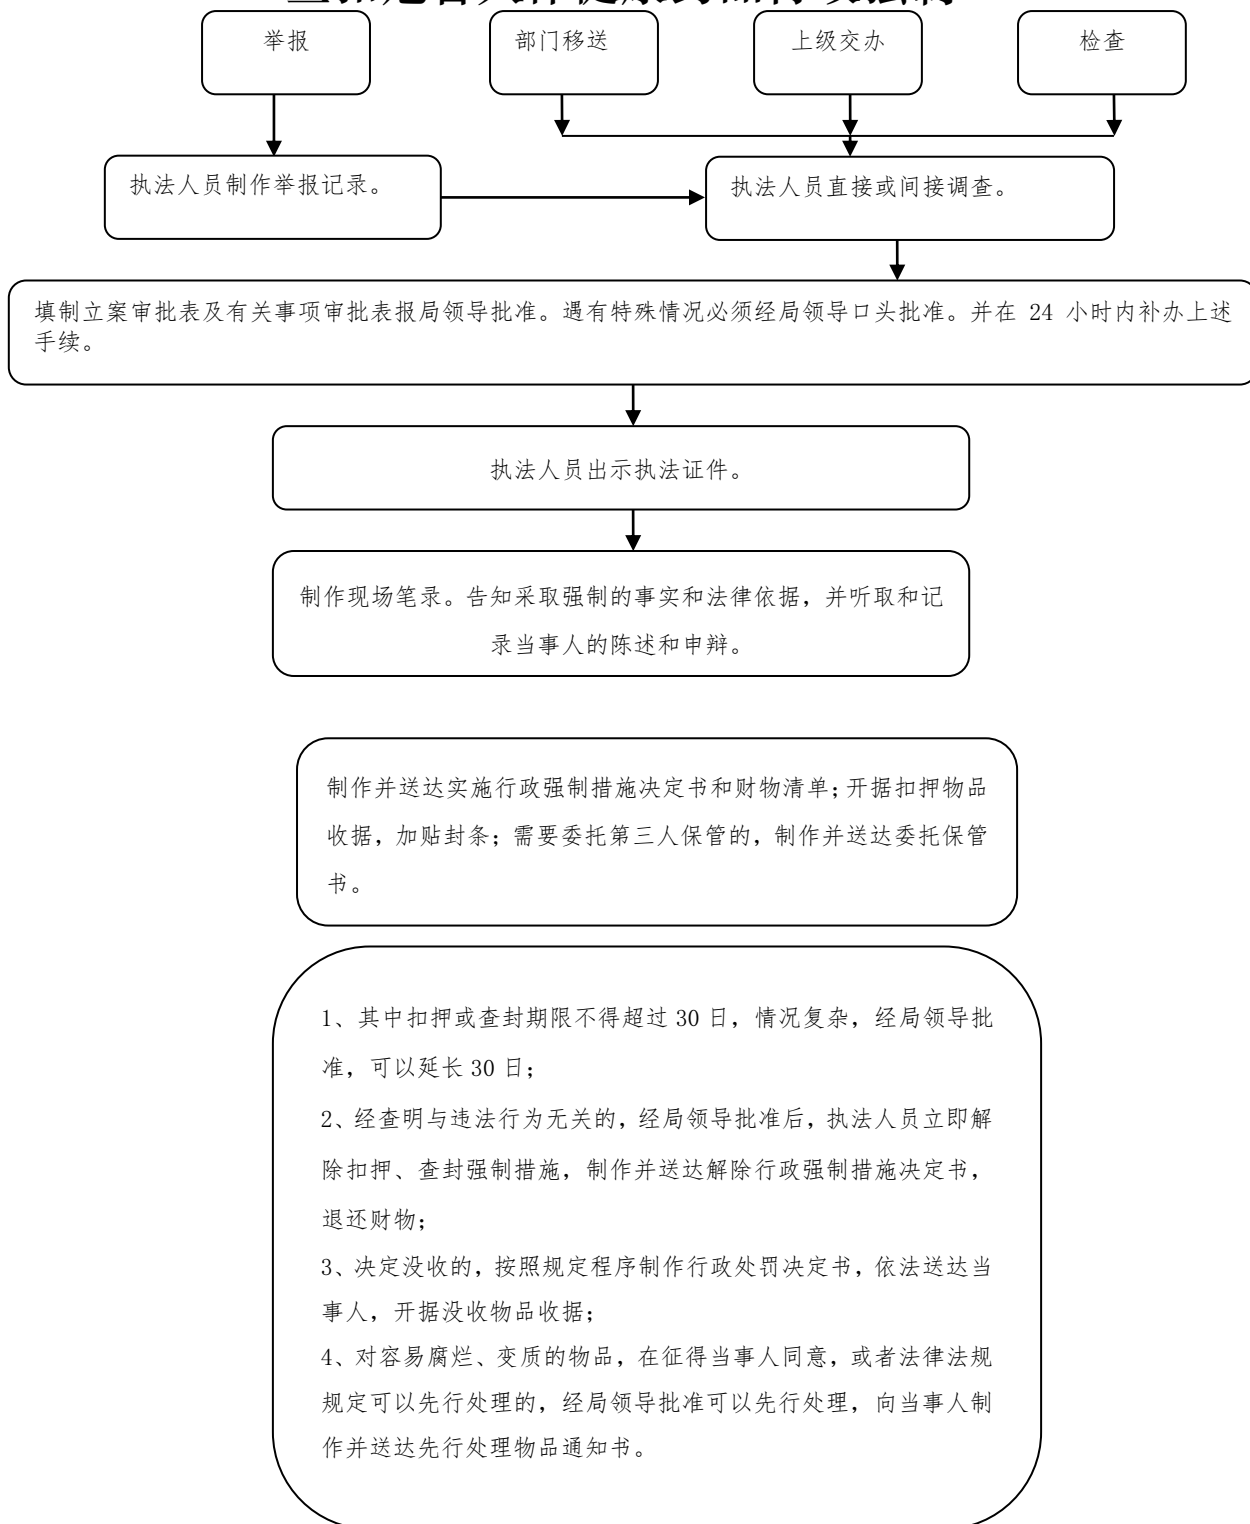 举报
部门移送
上级交办
检查
执法人员制作举报记录。
执法人员直接或间接调查。
填制立案审批表及有关事项审批表报局领导批准。遇有特殊情况必须经局领导口头批准。并在 24 小时内补办上述
手续。
执法人员出示执法证件。
制作现场笔录。告知采取强制的事实和法律依据，并听取和记
录当事人的陈述和申辩。
制作并送达实施行政强制措施决定书和财物清单；开据扣押物品
收据，加贴封条；需要委托第三人保管的，制作并送达委托保管
书。
1、其中扣押或查封期限不得超过 30 日，情况复杂，经局领导批
准，可以延长 30 日；
2、经查明与违法行为无关的，经局领导批准后，执法人员立即解
除扣押、查封强制措施，制作并送达解除行政强制措施决定书，
退还财物；
3、决定没收的，按照规定程序制作行政处罚决定书，依法送达当
事人，开据没收物品收据；
4、对容易腐烂、变质的物品，在征得当事人同意，或者法律法规
规定可以先行处理的，经局领导批准可以先行处理，向当事人制
作并送达先行处理物品通知书。